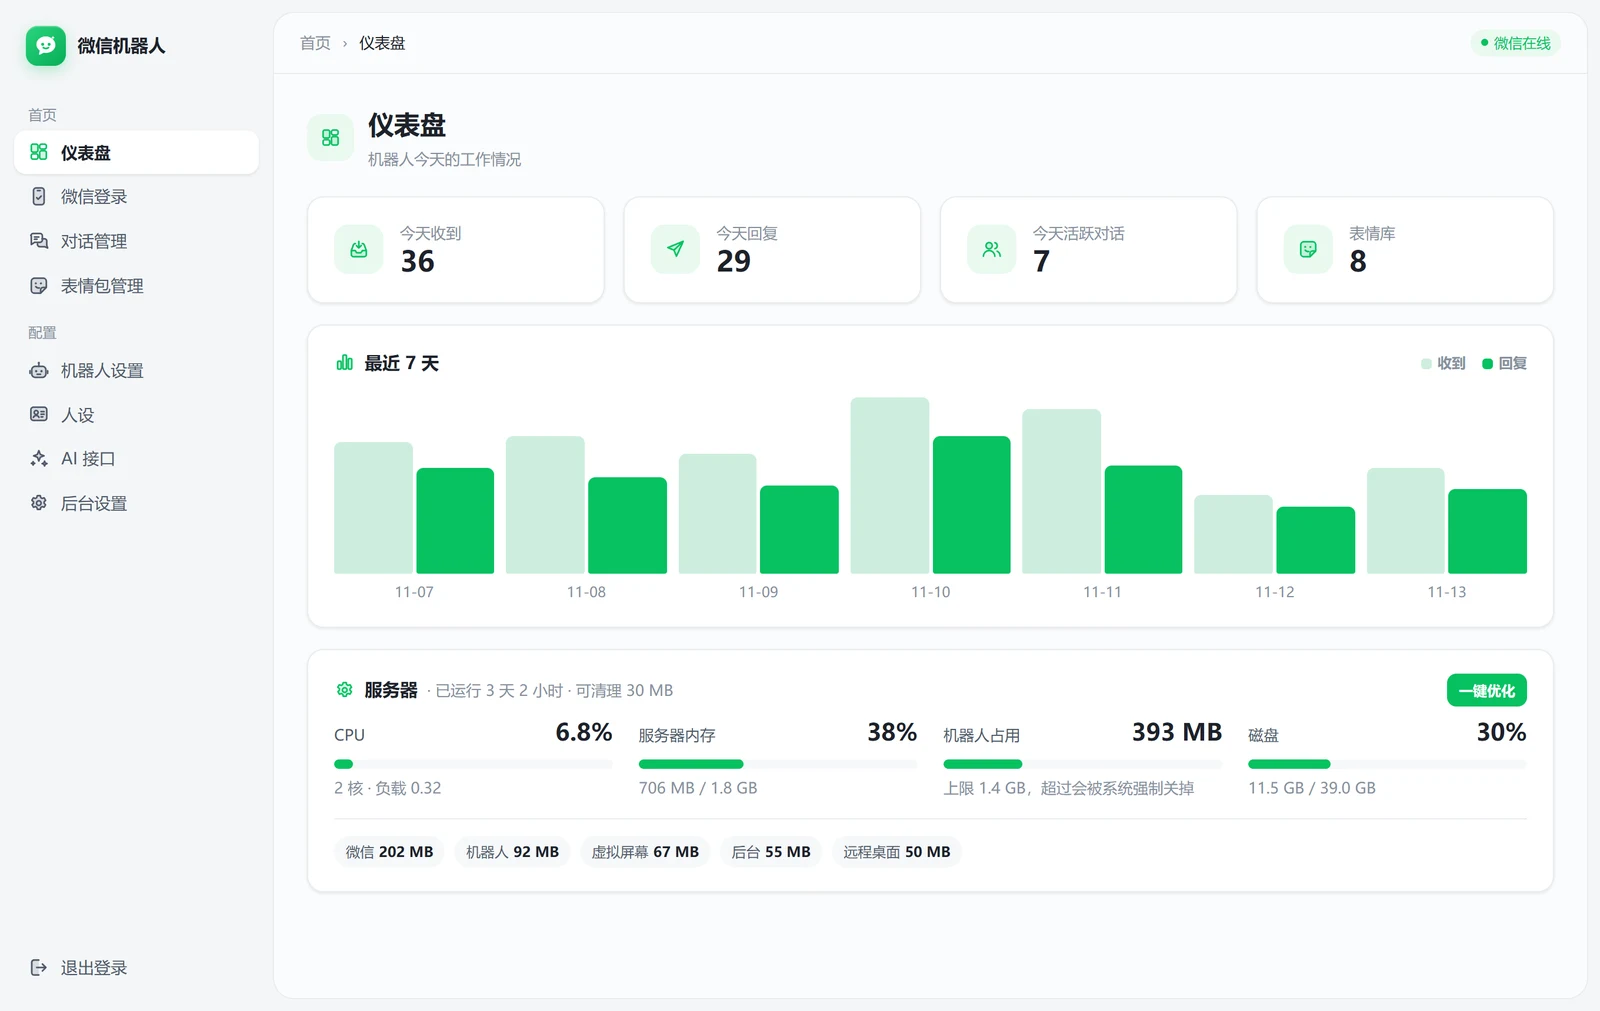 微信机器人
首页
仪表盘
微信登录
对话管理
表情包管理
配置
机器人设置
人设
AI 接口
后台设置
退出登录
首页 › 仪表盘
微信在线
仪表盘
机器人今天的工作情况
今天收到
36
今天回复
29
今天活跃对话
7
表情库
8
最近 7 天
收到 回复
11-07 11-08 11-09 11-10 11-11 11-12 11-13
服务器 · 已运行 3 天 2 小时 · 可清理 30 MB
一键优化
CPU 6.8%
2 核 · 负载 0.32
服务器内存 38%
706 MB / 1.8 GB
机器人占用 393 MB
上限 1.4 GB，超过会被系统强制关掉
磁盘 30%
11.5 GB / 39.0 GB
微信 202 MB
机器人 92 MB
虚拟屏幕 67 MB
后台 55 MB
远程桌面 50 MB